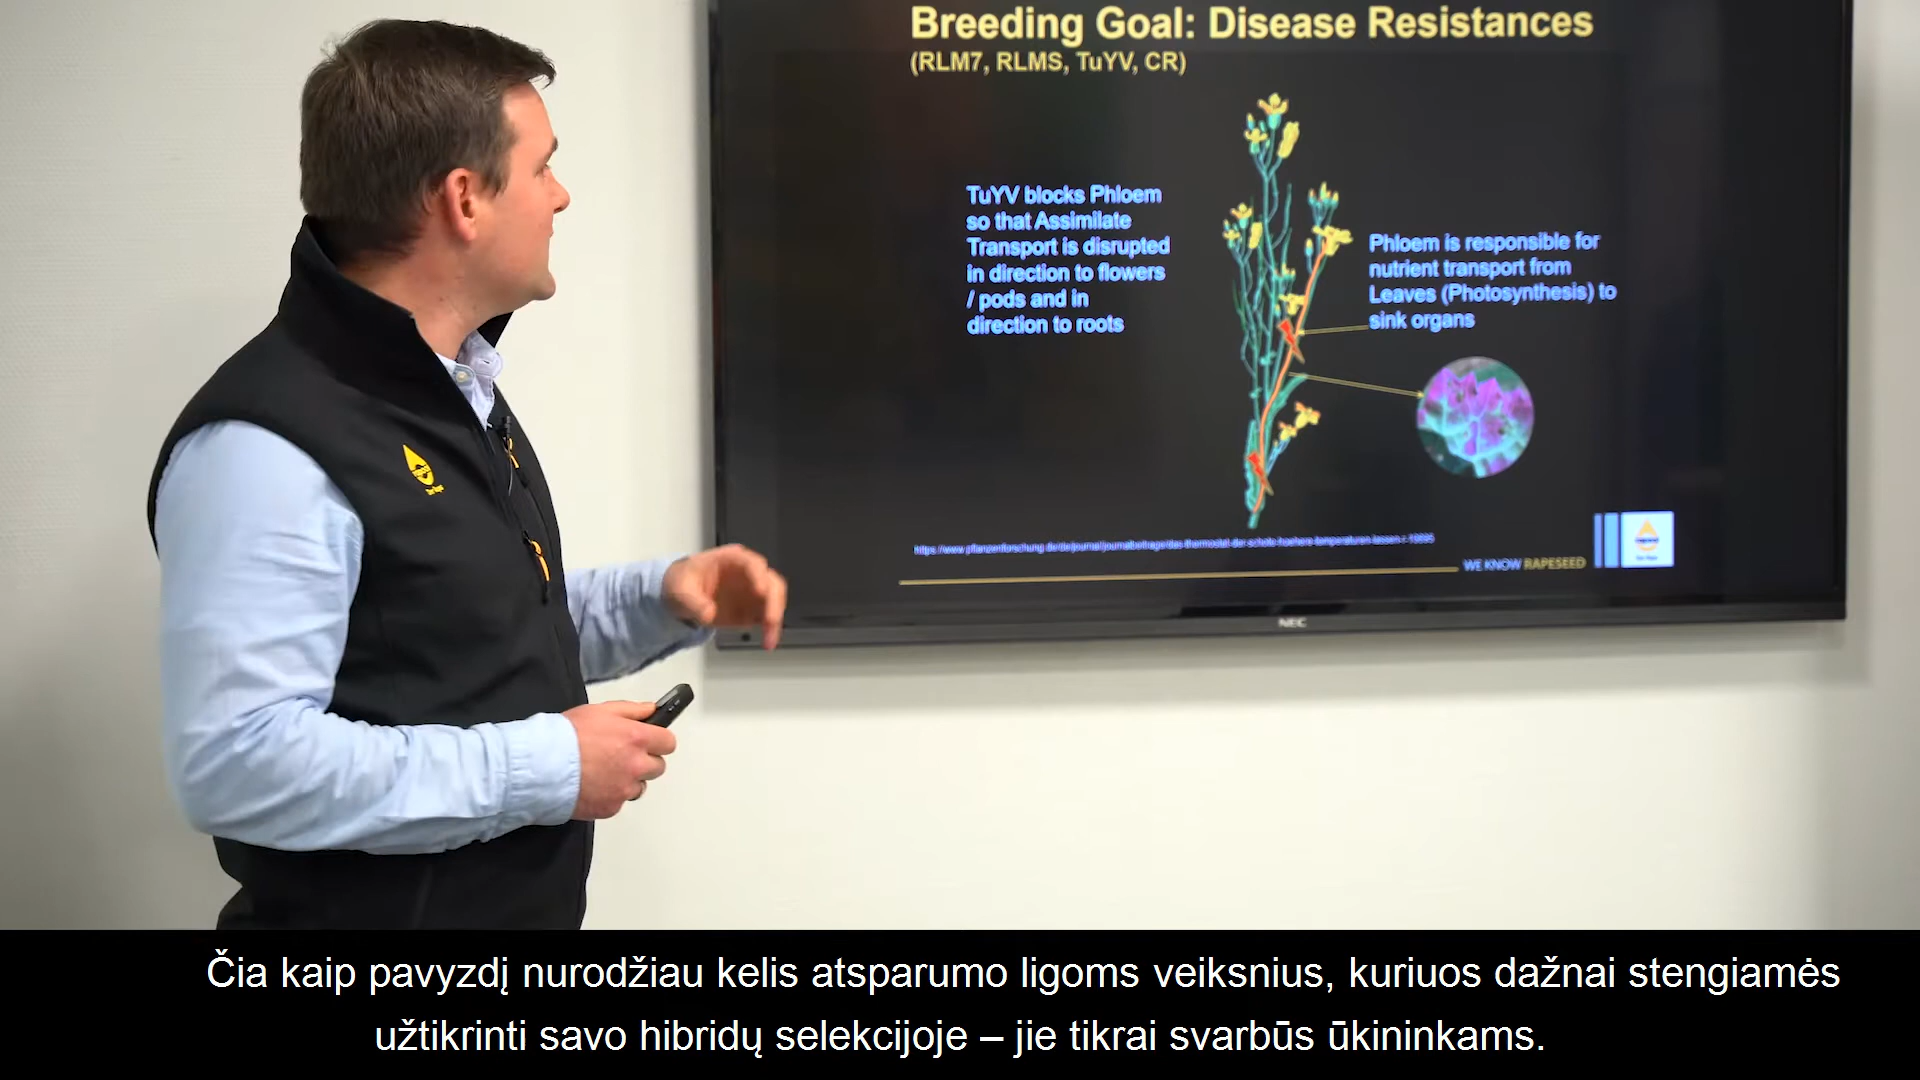 Breeding Goal: Disease Resistances
(RLM7, RLMS, TuYV, CR)
TuYV blocks Phloem
so that Assimilate
Transport is disrupted
in direction to flowers
/ pods and in
direction to roots
Phloem is responsible for
nutrient transport from
Leaves (Photosynthesis) to
sink organs
WE KNOW RAPESEED
NEC
Čia kaip pavyzdį nurodžiau kelis atsparumo ligoms veiksnius, kuriuos dažnai stengiamės
užtikrinti savo hibridų selekcijoje – jie tikrai svarbūs ūkininkams.